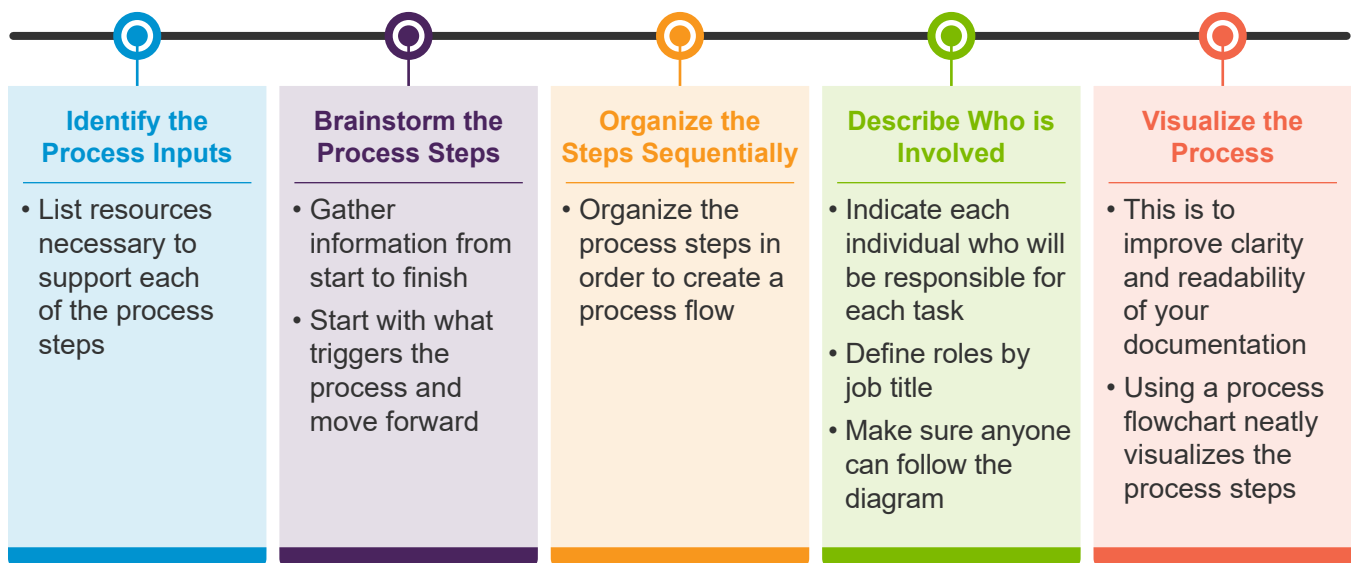 Identify the
Process Inputs
• List resources
necessary to
support each
of the process
steps
Brainstorm the
Process Steps
• Gather
information from
start to finish
• Start with what
triggers the
process and
move forward
Organize the
Steps Sequentially
• Organize the
process steps in
order to create a
process flow
Describe Who is
Involved
• Indicate each
individual who will
be responsible for
each task
• Define roles by
job title
• Make sure anyone
can follow the
diagram
Visualize the
Process
• This is to
improve clarity
and readability
of your
documentation
• Using a process
flowchart neatly
visualizes the
process steps